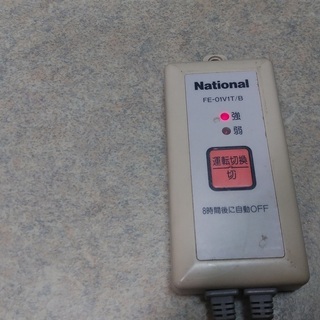 National
FE-01V1T/B
強
弱
運転切換
切
8時間後に自動OFF